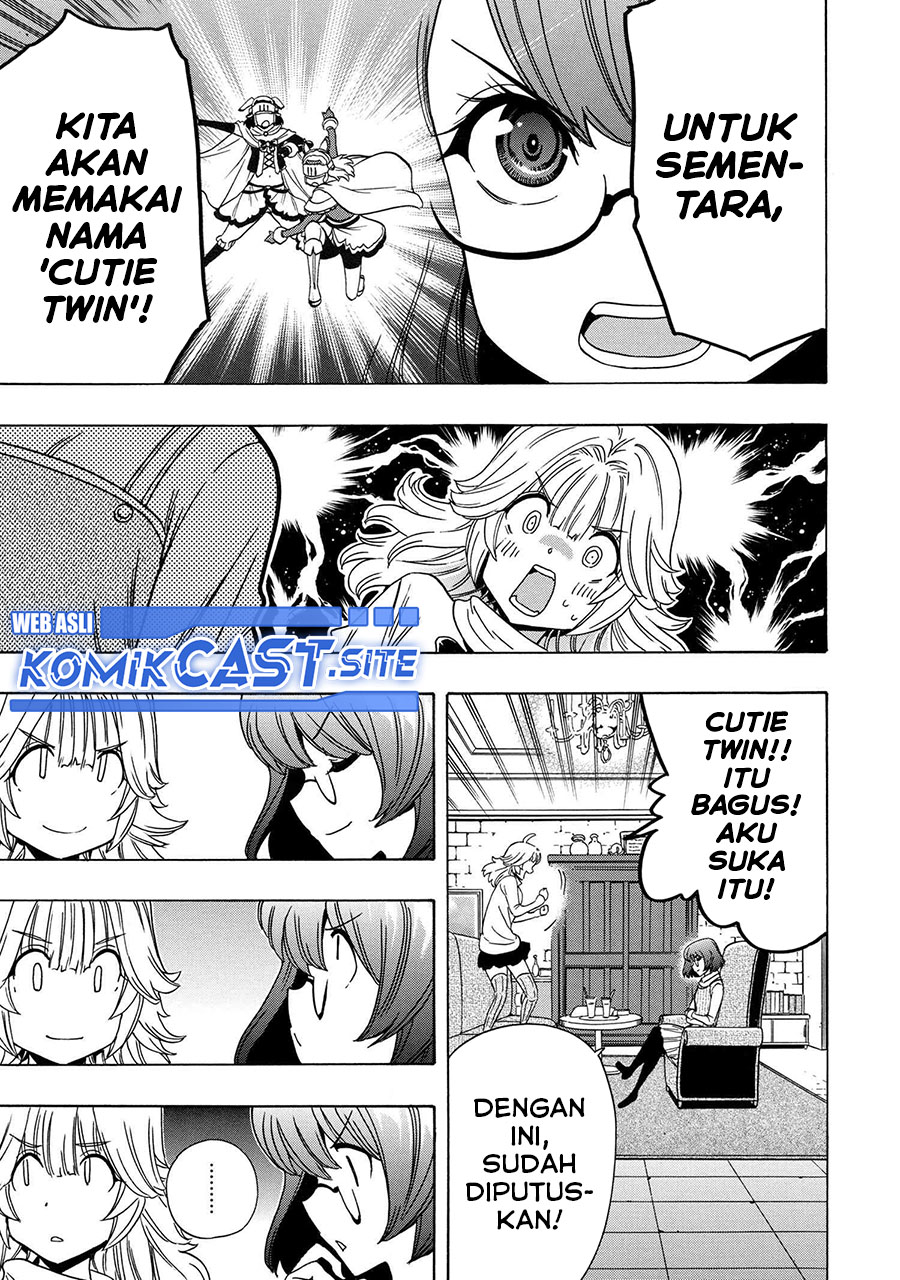 UNTUK
SEMEN-
TARA,
KITA
AKAN
MEMAKAI
NAMA
'CUTIE
TWIN'!
WEB ASLI
KOMIKCAST.SITE
CUTIE
TWIN!!
ITU
BAGUS!
AKU
SUKA
ITU!
DENGAN
INI,
SUDAH
DIPUTUS-
KAN!
........